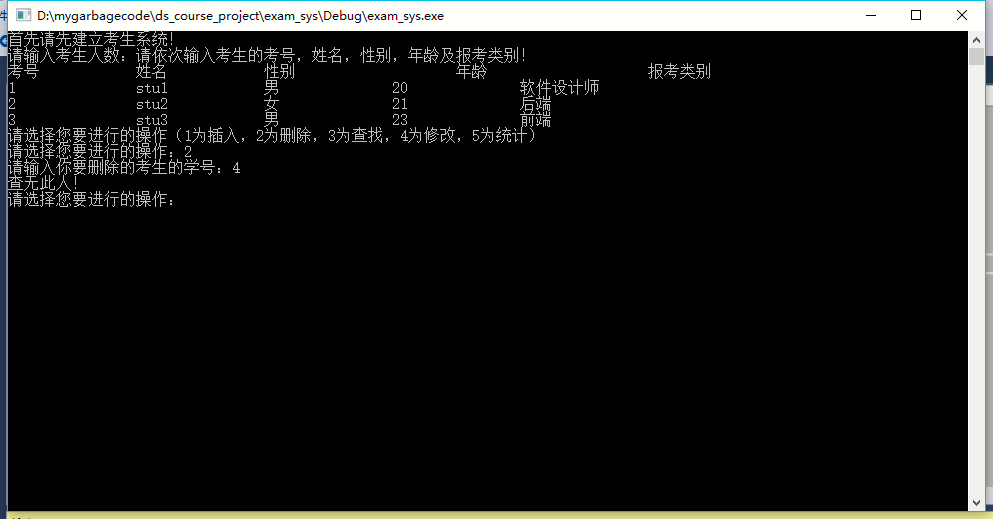 D:\mygarbagecode\ds_course_project\exam_sys\Debug\exam_sys.exe
首先请先建立考生系统!
请输入考生人数: 请依次输入考生的考号, 姓名, 性别, 年龄及报考类别!
考号 姓名 性别 年龄 报考类别
1 stu1 男 20 软件设计师
2 stu2 女 21 后端
3 stu3 男 23 前端
请选择您要进行的操作（1为插入, 2为删除, 3为查找, 4为修改, 5为统计）
请选择您要进行的操作: 2
请输入你要删除的考生的学号: 4
查无此人!
请选择您要进行的操作: